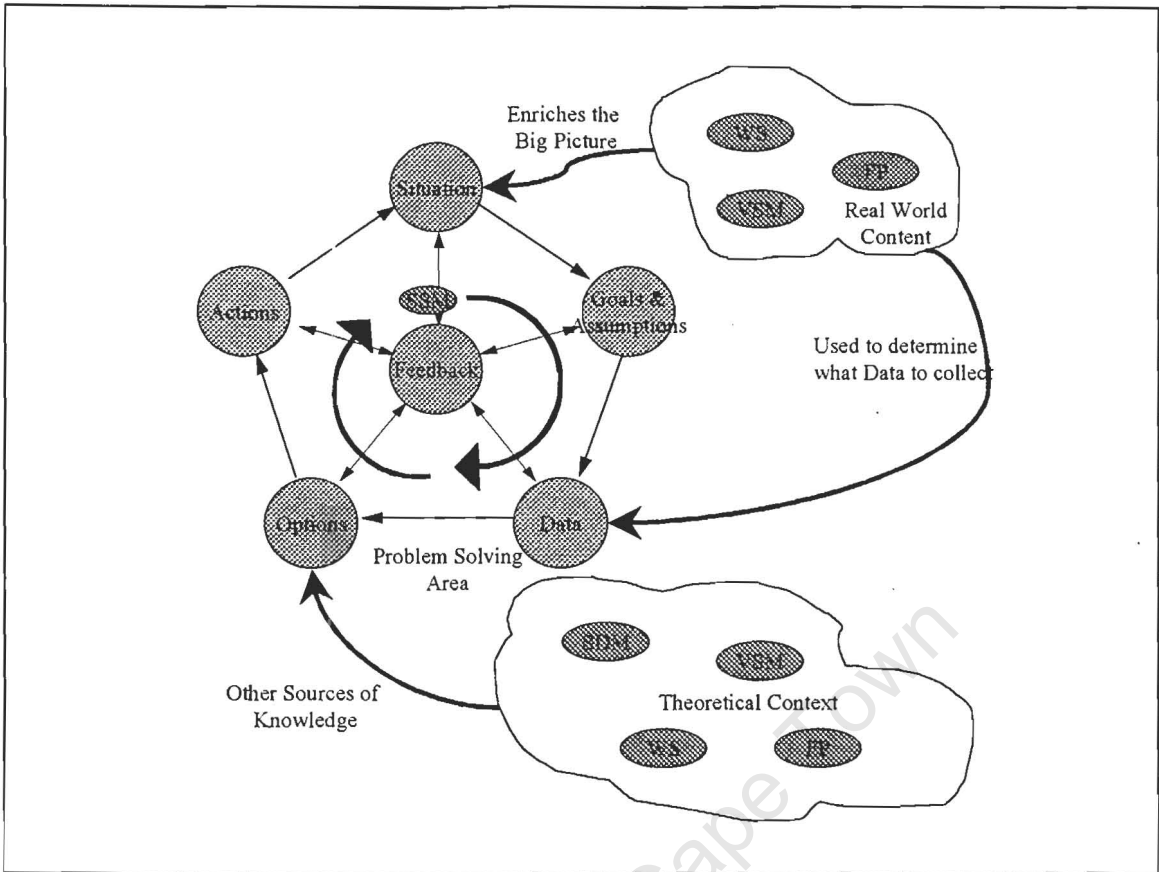 Enriches the
Big Picture
WS
FP
VSM
Real World
Content
Situation
SSM
Actions
Goals &
Assumptions
Feedback
Used to determine
what Data to collect
Options
Data
Problem Solving
Area
SDM
VSM
Other Sources of
Knowledge
Theoretical Context
WS
FP
Cape Town